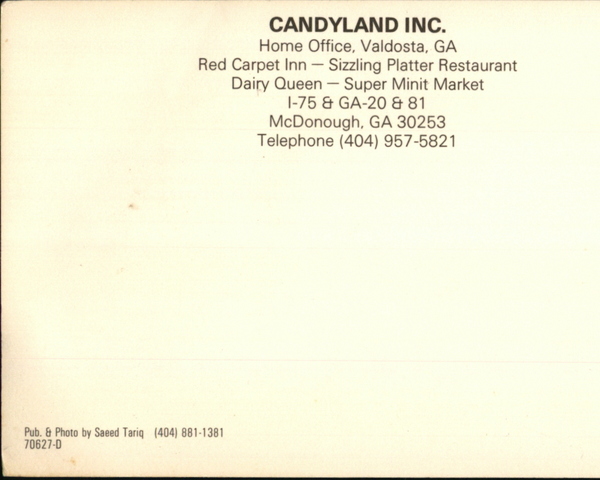 CANDYLAND INC.
Home Office, Valdosta, GA
Red Carpet Inn — Sizzling Platter Restaurant
Dairy Queen — Super Minit Market
I-75 & GA-20 & 81
McDonough, GA 30253
Telephone (404) 957-5821
Pub. & Photo by Saeed Tariq (404) 881-1381
70627-D